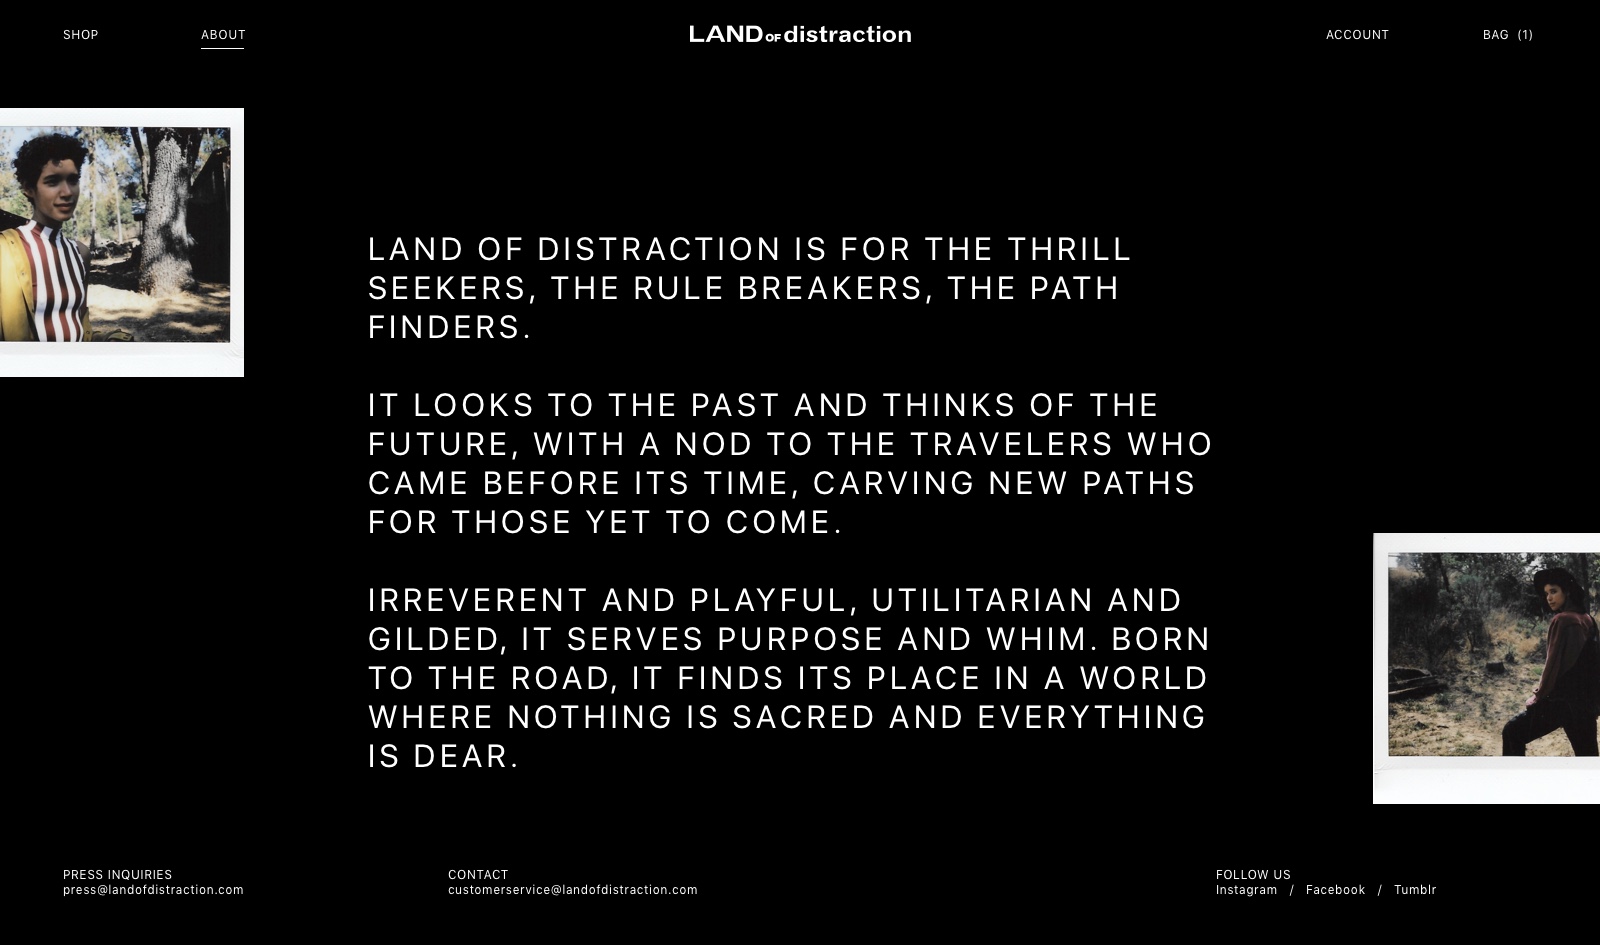 SHOP
ABOUT
LAND OF distraction
ACCOUNT
BAG (1)
LAND OF DISTRACTION IS FOR THE THRILL
SEEKERS, THE RULE BREAKERS, THE PATH
FINDERS.
IT LOOKS TO THE PAST AND THINKS OF THE
FUTURE, WITH A NOD TO THE TRAVELERS WHO
CAME BEFORE ITS TIME, CARVING NEW PATHS
FOR THOSE YET TO COME.
IRREVERENT AND PLAYFUL, UTILITARIAN AND
GILDED, IT SERVES PURPOSE AND WHIM. BORN
TO THE ROAD, IT FINDS ITS PLACE IN A WORLD
WHERE NOTHING IS SACRED AND EVERYTHING
IS DEAR.
PRESS INQUIRIES
press@landofdistraction.com
CONTACT
customerservice@landofdistraction.com
FOLLOW US
Instagram / Facebook / Tumblr